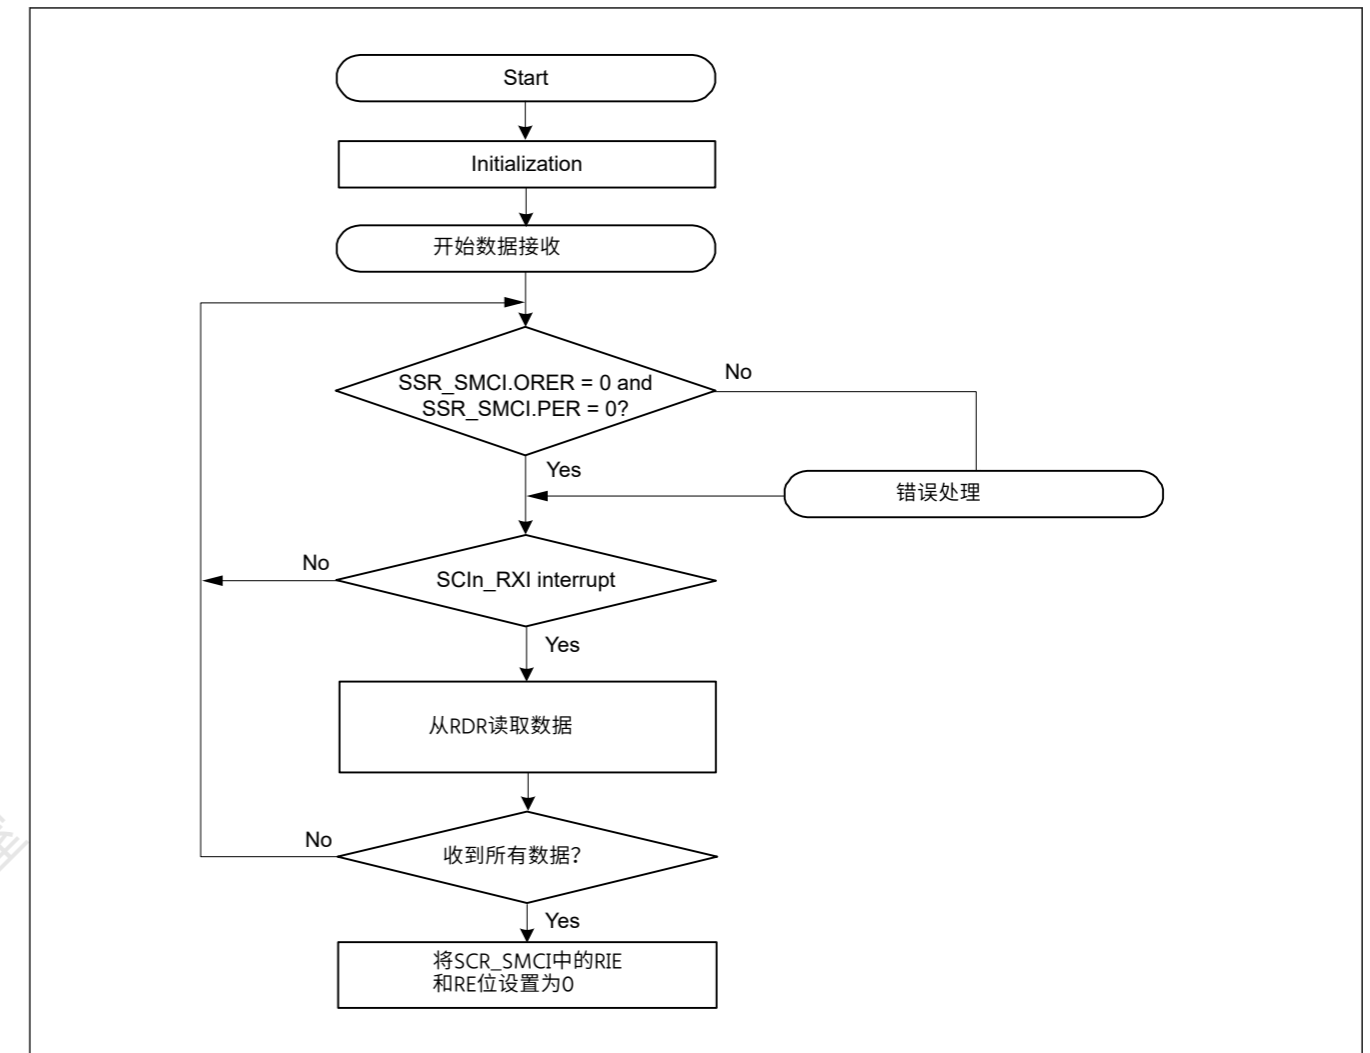 Start
Initialization
开始数据接收
SSR_SMCI.ORER = 0 and
SSR_SMCI.PER = 0?
No
Yes
错误处理
No
SCIn_RXI interrupt
Yes
从RDR读取数据
No
收到所有数据?
Yes
将SCR_SMCI中的RIE
和RE位设置为0